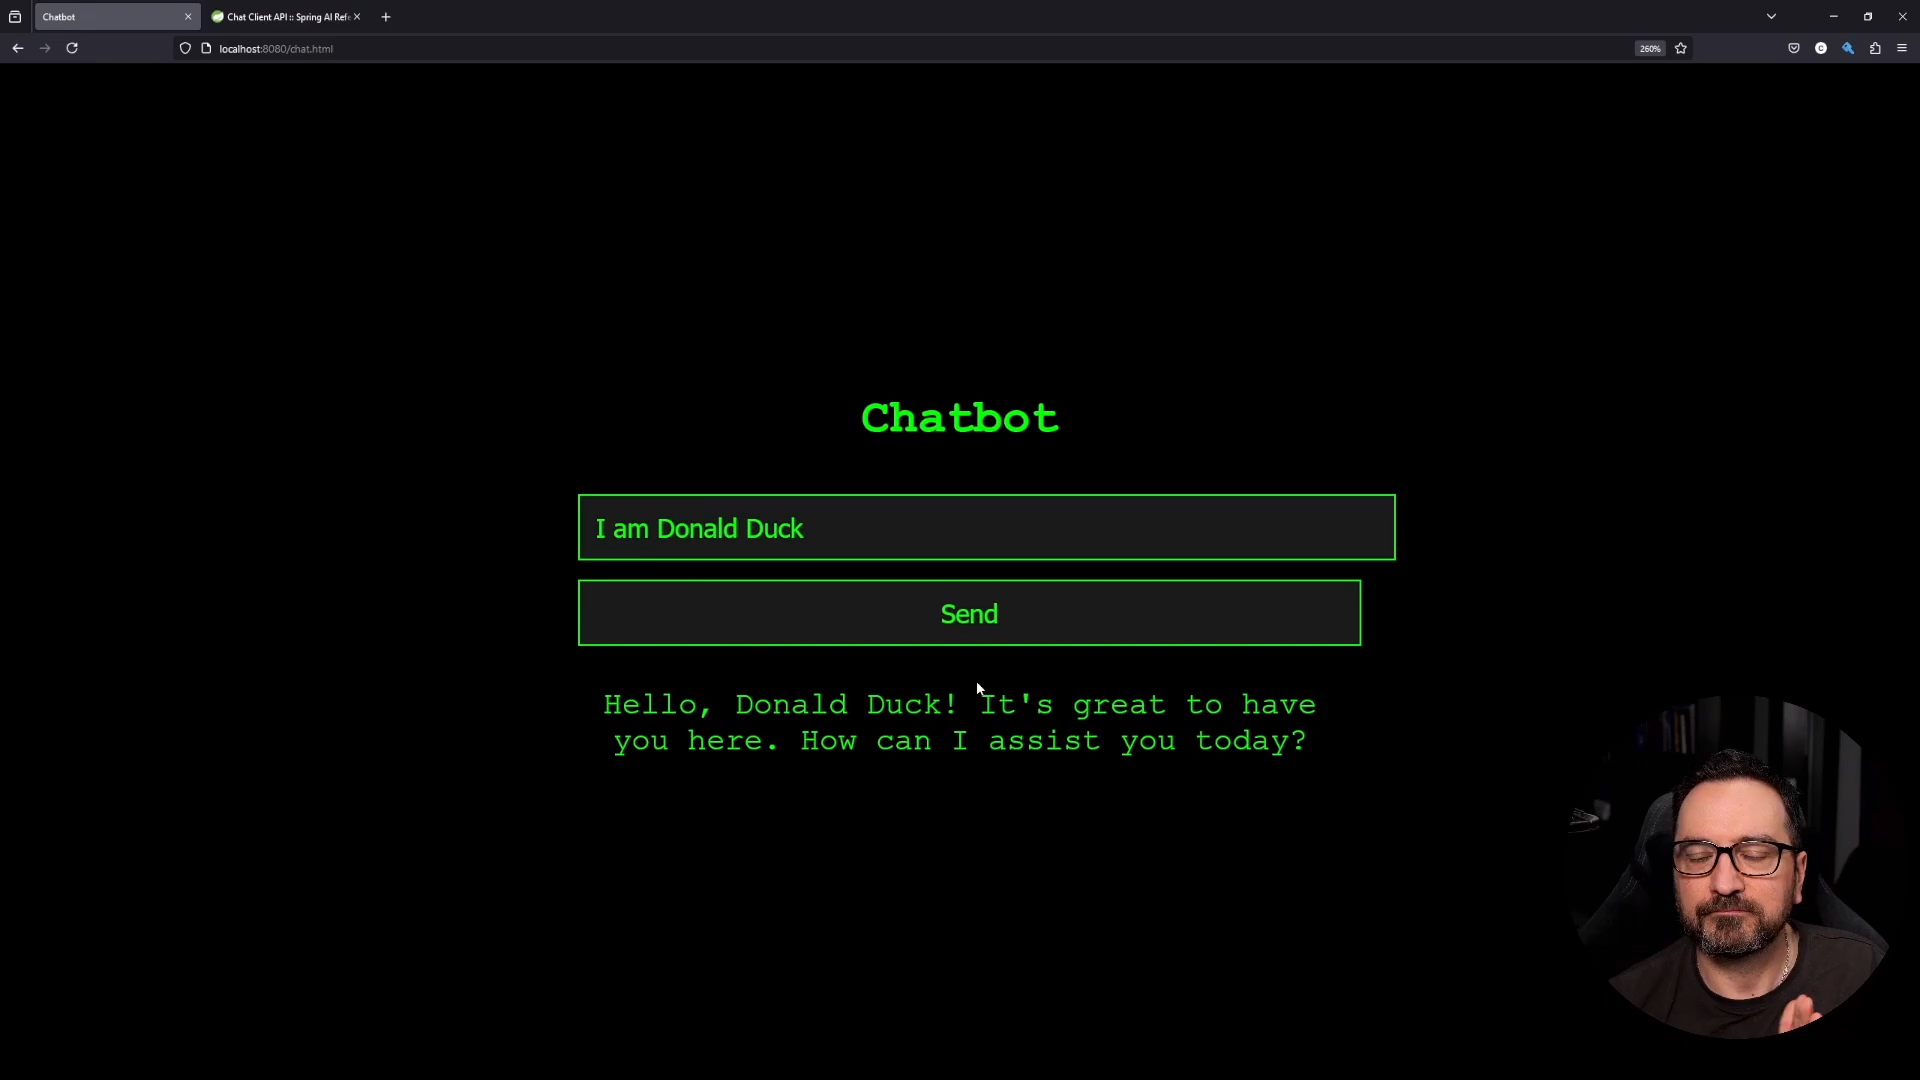 Chatbot
Chat Client API :: Spring AI Refe
localhost:8080/chat.html
260%
Chatbot
I am Donald Duck
Send
Hello, Donald Duck! It's great to have
you here. How can I assist you today?